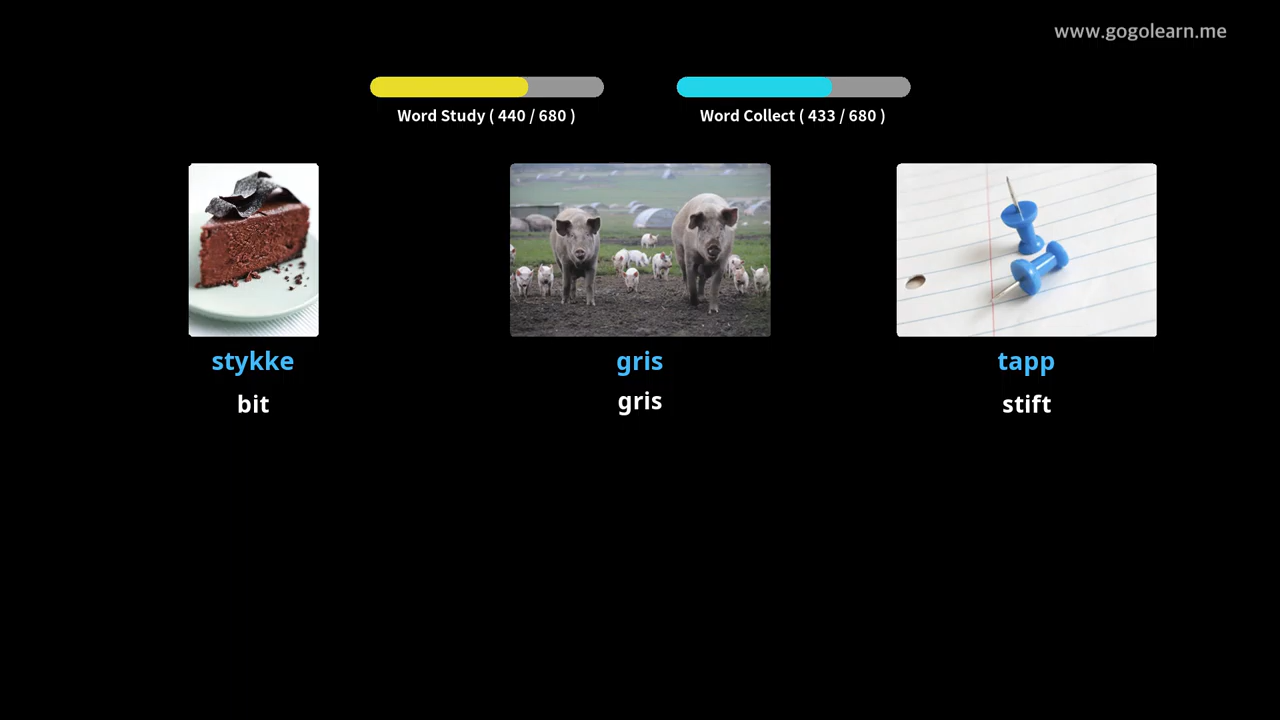 www.gogolearn.me
Word Study ( 440 / 680 )
Word Collect ( 433 / 680 )
stykke
bit
gris
gris
tapp
stift